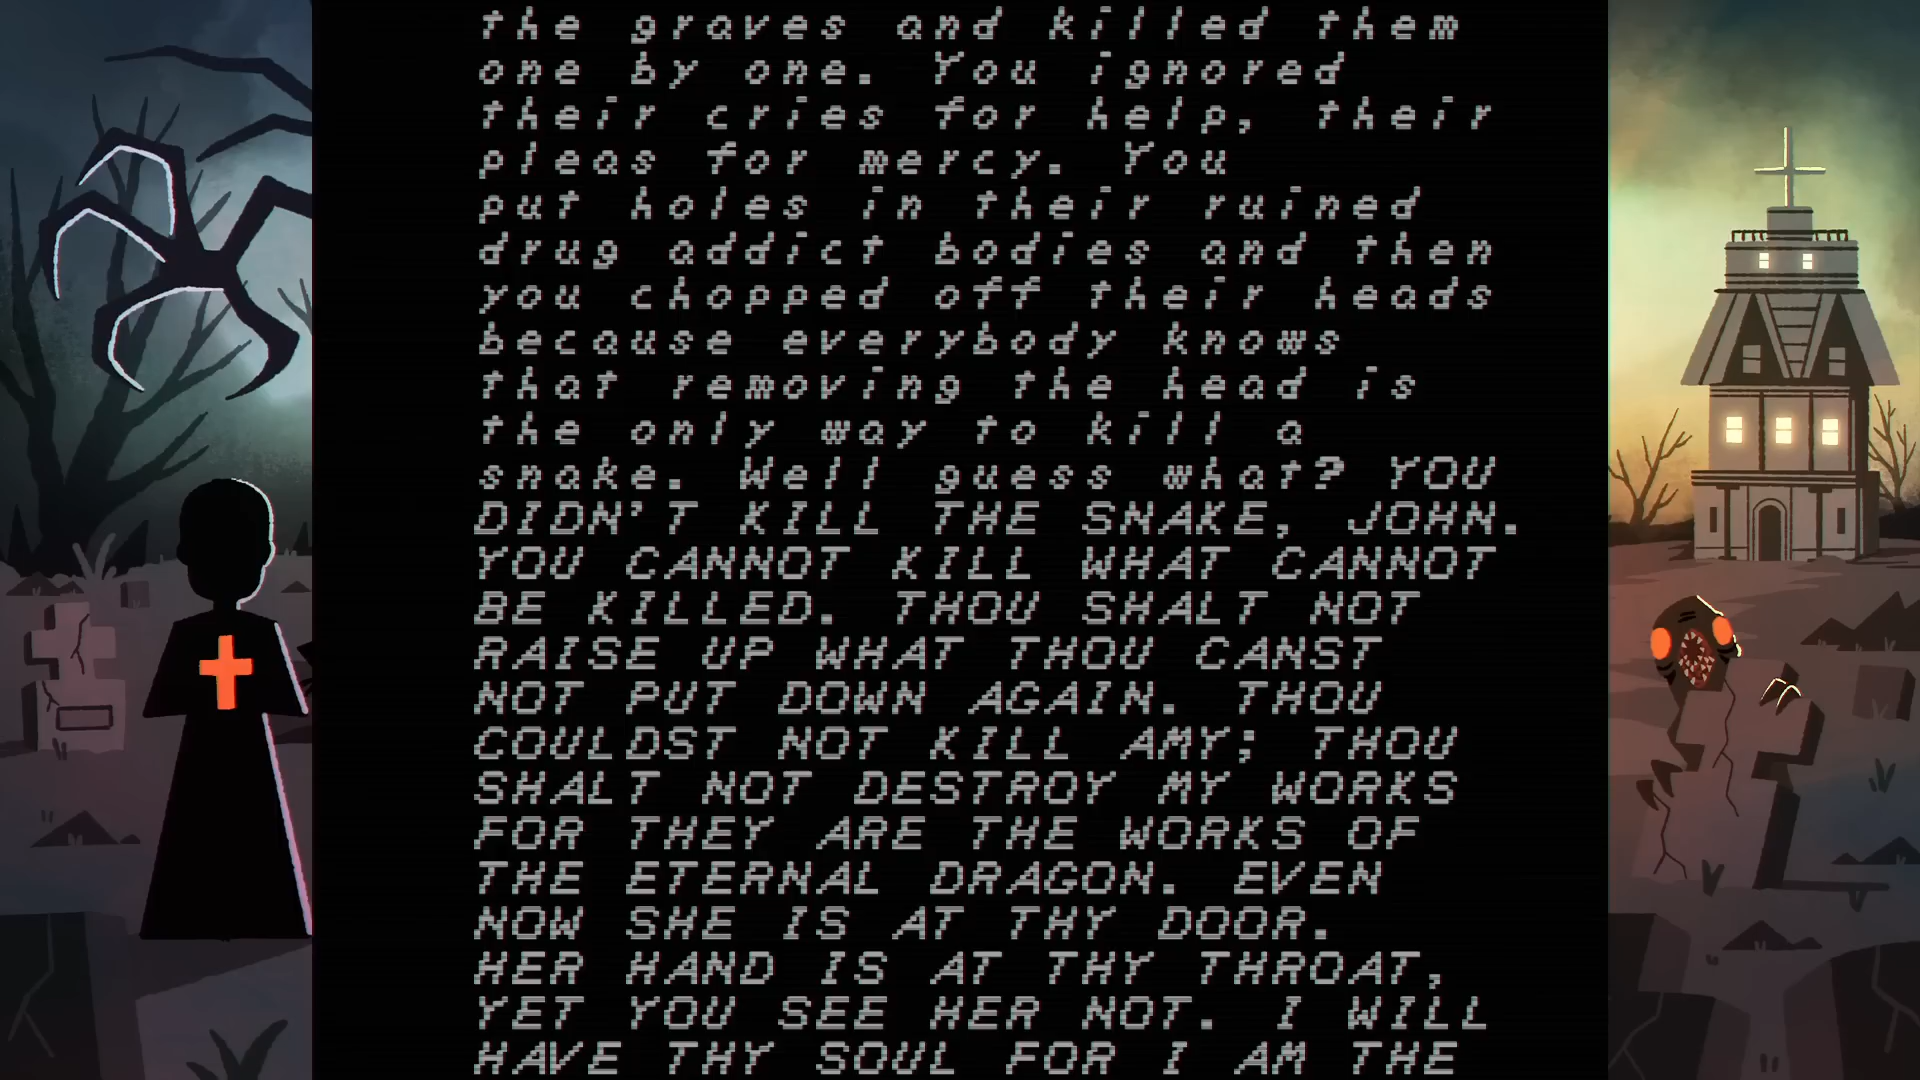 the graves and killed them
one by one. You ignored
their cries for help, their
pleas for mercy. You
put holes in their ruined
drug addict bodies and then
you chopped off their heads
because everybody knows
that removing the head is
the only way to kill a
snake. Well guess what? YOU
DIDN'T KILL THE SNAKE, JOHN.
YOU CANNOT KILL WHAT CANNOT
BE KILLED. THOU SHALT NOT
RAISE UP WHAT THOU CANST
NOT PUT DOWN AGAIN. THOU
COULDST NOT KILL AMY; THOU
SHALT NOT DESTROY MY WORKS
FOR THEY ARE THE WORKS OF
THE ETERNAL DRAGON. EVEN
NOW SHE IS AT THY DOOR.
HER HAND IS AT THY THROAT,
YET YOU SEE HER NOT. I WILL
HAVE THY SOUL FOR I AM THE